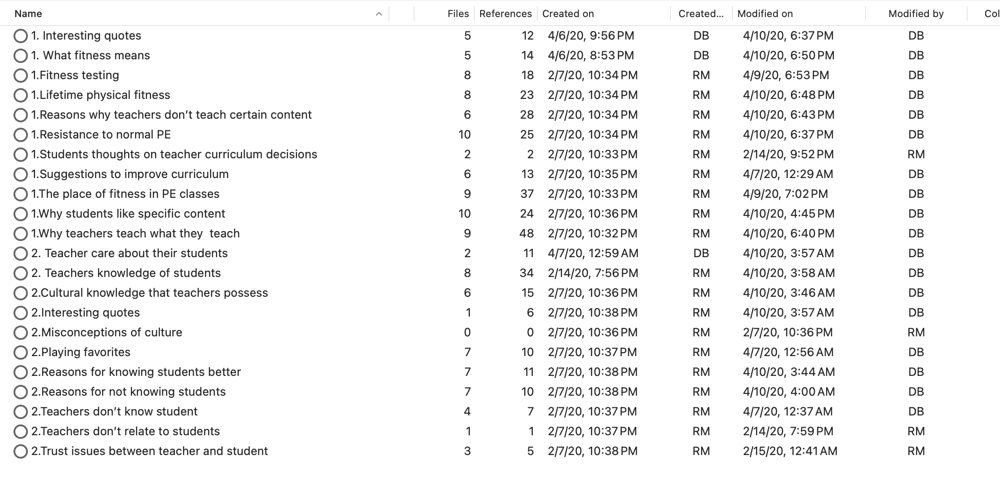 Name Files References Created on Created... Modified on Modified by Col
1. Interesting quotes 5 12 4/6/20, 9:56 PM DB 4/10/20, 6:37 PM DB
1. What fitness means 5 14 4/6/20, 8:53 PM DB 4/10/20, 6:50 PM DB
1.Fitness testing 8 18 2/7/20, 10:34 PM RM 4/9/20, 6:53 PM DB
1.Lifetime physical fitness 8 23 2/7/20, 10:34 PM RM 4/10/20, 6:48 PM DB
1.Reasons why teachers don’t teach certain content 6 28 2/7/20, 10:34 PM RM 4/10/20, 6:43 PM DB
1.Resistance to normal PE 10 25 2/7/20, 10:34 PM RM 4/10/20, 6:37 PM DB
1.Students thoughts on teacher curriculum decisions 2 2 2/7/20, 10:33 PM RM 2/14/20, 9:52 PM RM
1.Suggestions to improve curriculum 6 13 2/7/20, 10:35 PM RM 4/7/20, 12:29 AM DB
1.The place of fitness in PE classes 9 37 2/7/20, 10:33 PM RM 4/9/20, 7:02 PM DB
1.Why students like specific content 10 24 2/7/20, 10:36 PM RM 4/10/20, 4:45 PM DB
1.Why teachers teach what they  teach 9 48 2/7/20, 10:32 PM RM 4/10/20, 6:40 PM DB
2. Teacher care about their students 2 11 4/7/20, 12:59 AM DB 4/10/20, 3:57 AM DB
2. Teachers knowledge of students 8 34 2/14/20, 7:56 PM RM 4/10/20, 3:58 AM DB
2.Cultural knowledge that teachers possess 6 15 2/7/20, 10:36 PM RM 4/10/20, 3:46 AM DB
2.Interesting quotes 1 6 2/7/20, 10:38 PM RM 4/10/20, 3:57 AM DB
2.Misconceptions of culture 0 0 2/7/20, 10:36 PM RM 2/7/20, 10:36 PM RM
2.Playing favorites 7 10 2/7/20, 10:37 PM RM 4/7/20, 12:56 AM DB
2.Reasons for knowing students better 7 11 2/7/20, 10:38 PM RM 4/10/20, 3:44 AM DB
2.Reasons for not knowing students 7 10 2/7/20, 10:38 PM RM 4/10/20, 4:00 AM DB
2.Teachers don’t know student 4 7 2/7/20, 10:37 PM RM 4/7/20, 12:37 AM DB
2.Teachers don’t relate to students 1 1 2/7/20, 10:37 PM RM 2/14/20, 7:59 PM RM
2.Trust issues between teacher and student 3 5 2/7/20, 10:38 PM RM 2/15/20, 12:41 AM RM